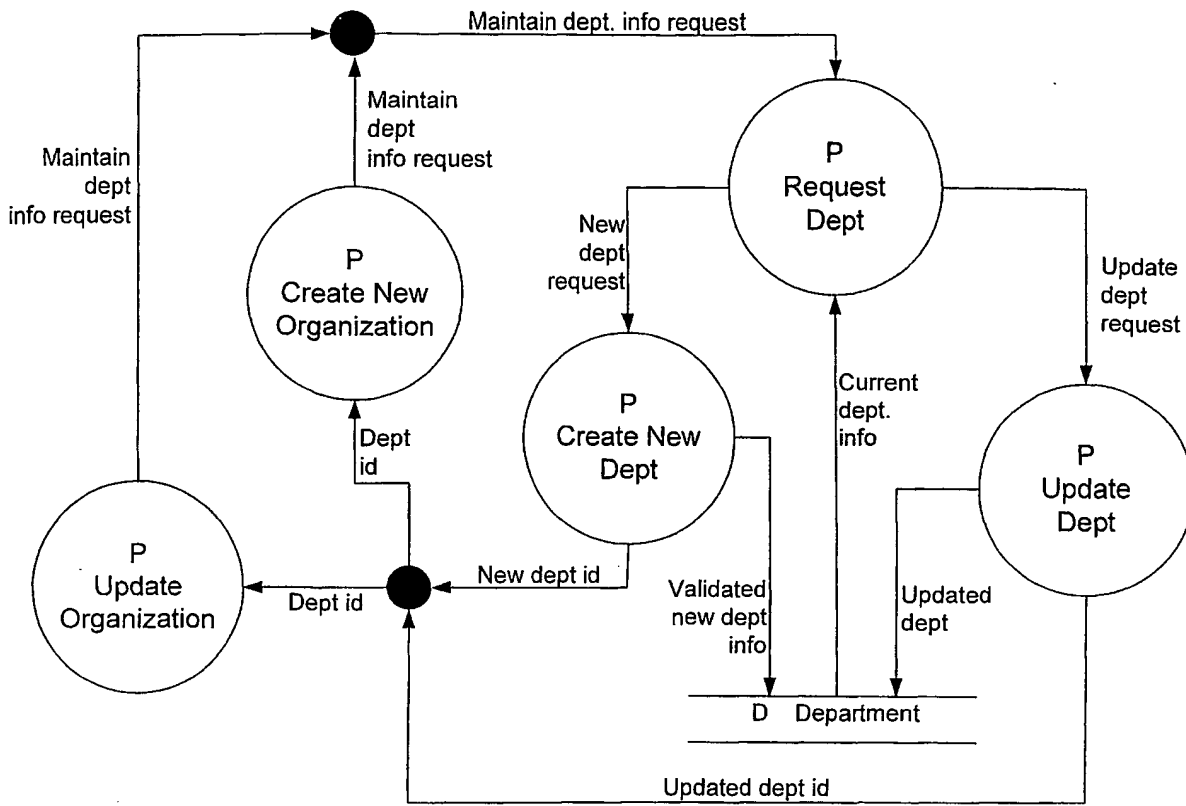 Maintain dept. info request
Maintain
dept
info request
Maintain
dept
info request
P
Request
Dept
P
Create New
Organization
New
dept
request
Update
dept
request
P
Create New
Dept
Current
dept.
info
Dept
id
P
Update
Dept
P
Update
Organization
Dept id
New dept id
Validated
new dept
info
Updated
dept
D Department
Updated dept id